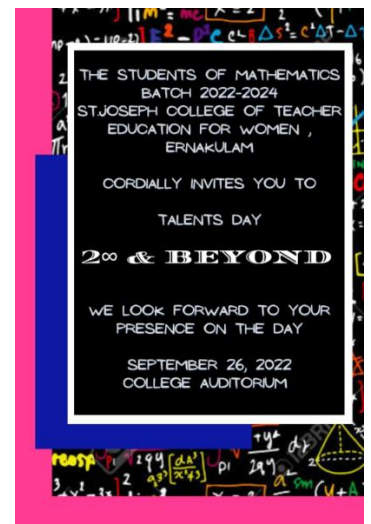 THE STUDENTS OF MATHEMATICS
BATCH 2022-2024
ST.JOSEPH COLLEGE OF TEACHER
EDUCATION FOR WOMEN ,
ERNAKULAM
CORDIALLY INVITES YOU TO
TALENTS DAY
2∞ & BEYOND
WE LOOK FORWARD TO YOUR
PRESENCE ON THE DAY
SEPTEMBER 26, 2022
COLLEGE AUDITORIUM